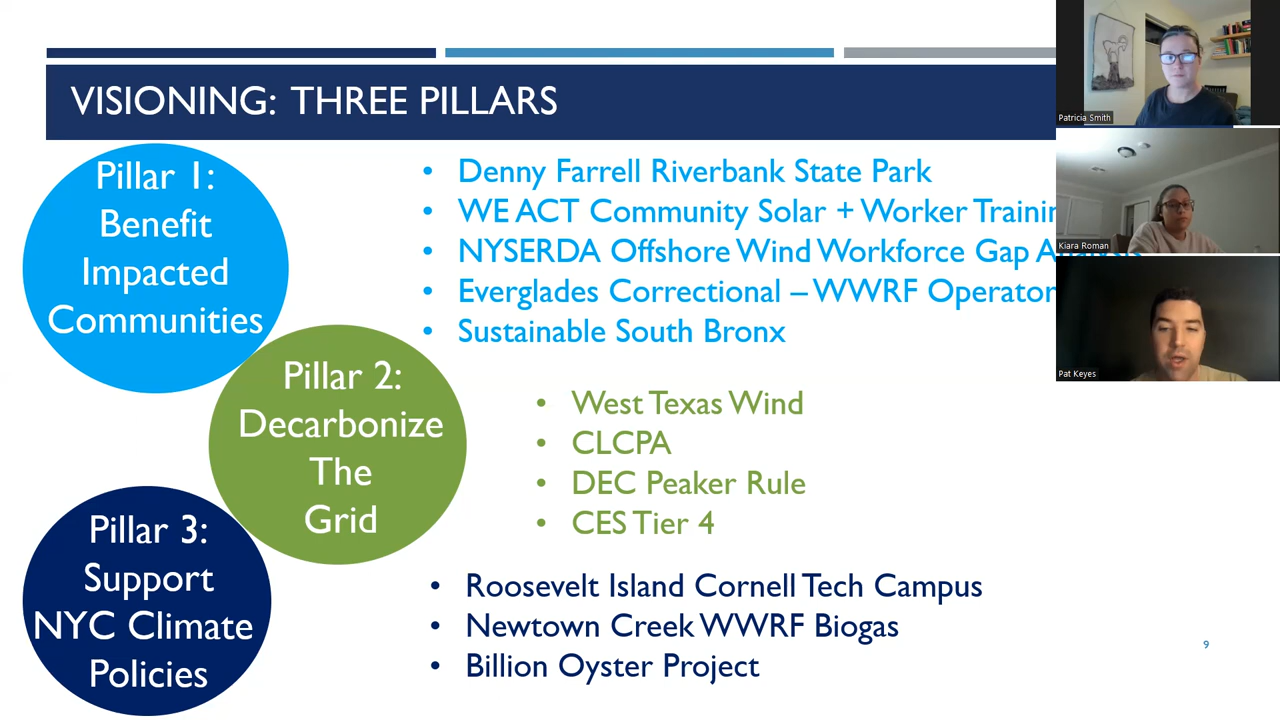 VISIONING: THREE PILLARS
Pillar 1:
Benefit
Impacted
Communities
• Denny Farrell Riverbank State Park
• WE ACT Community Solar + Worker
• NYSERDA Offshore Wind Workforce Gap
• Everglades Correctional – WWRF Operator
• Sustainable South Bronx
Pillar 2:
Decarbonize
The
Grid
• West Texas Wind
• CLCPA
• DEC Peaker Rule
• CES Tier 4
Pillar 3:
Support
NYC Climate
Policies
• Roosevelt Island Cornell Tech Campus
• Newtown Creek WWRF Biogas
• Billion Oyster Project
9
Patricia Smith
Kiara Roman
Pat Keyes